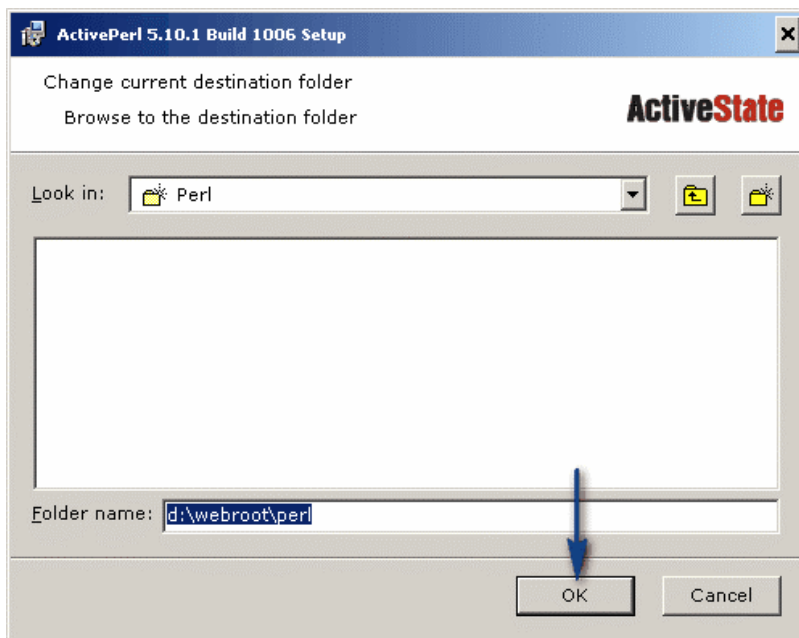 ActivePerl 5.10.1 Build 1006 Setup
Change current destination folder
Browse to the destination folder
ActiveState
Look in: Perl
Folder name: d:\webroot\perl
OK Cancel